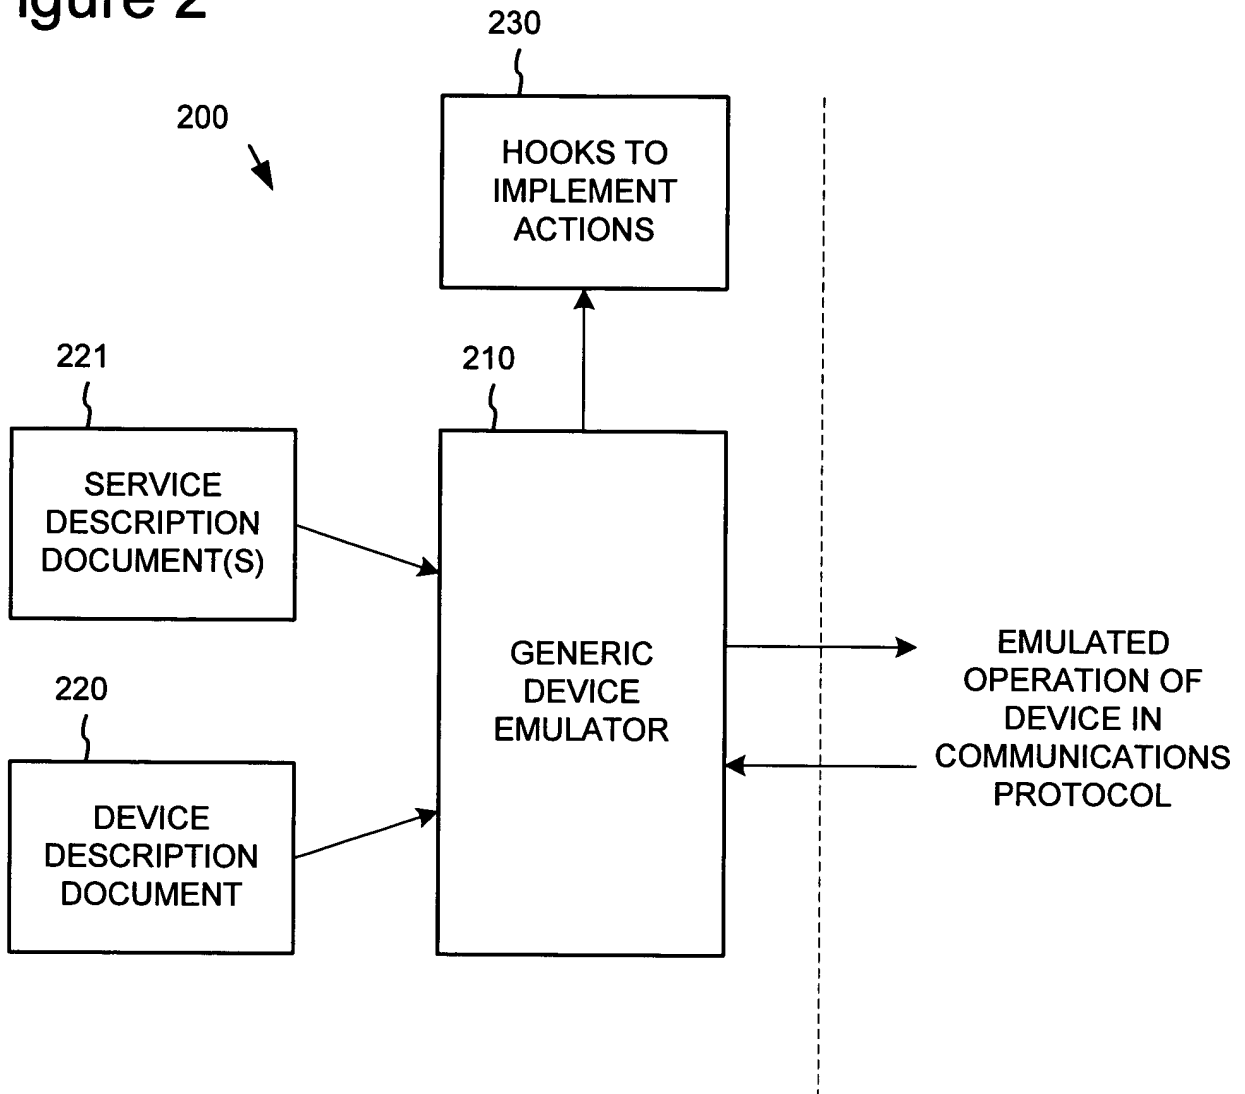 igure 2
230
200
HOOKS TO
IMPLEMENT
ACTIONS
221
210
SERVICE
DESCRIPTION
DOCUMENT(S)
GENERIC
DEVICE
EMULATOR
EMULATED
OPERATION OF
DEVICE IN
COMMUNICATIONS
PROTOCOL
220
DEVICE
DESCRIPTION
DOCUMENT